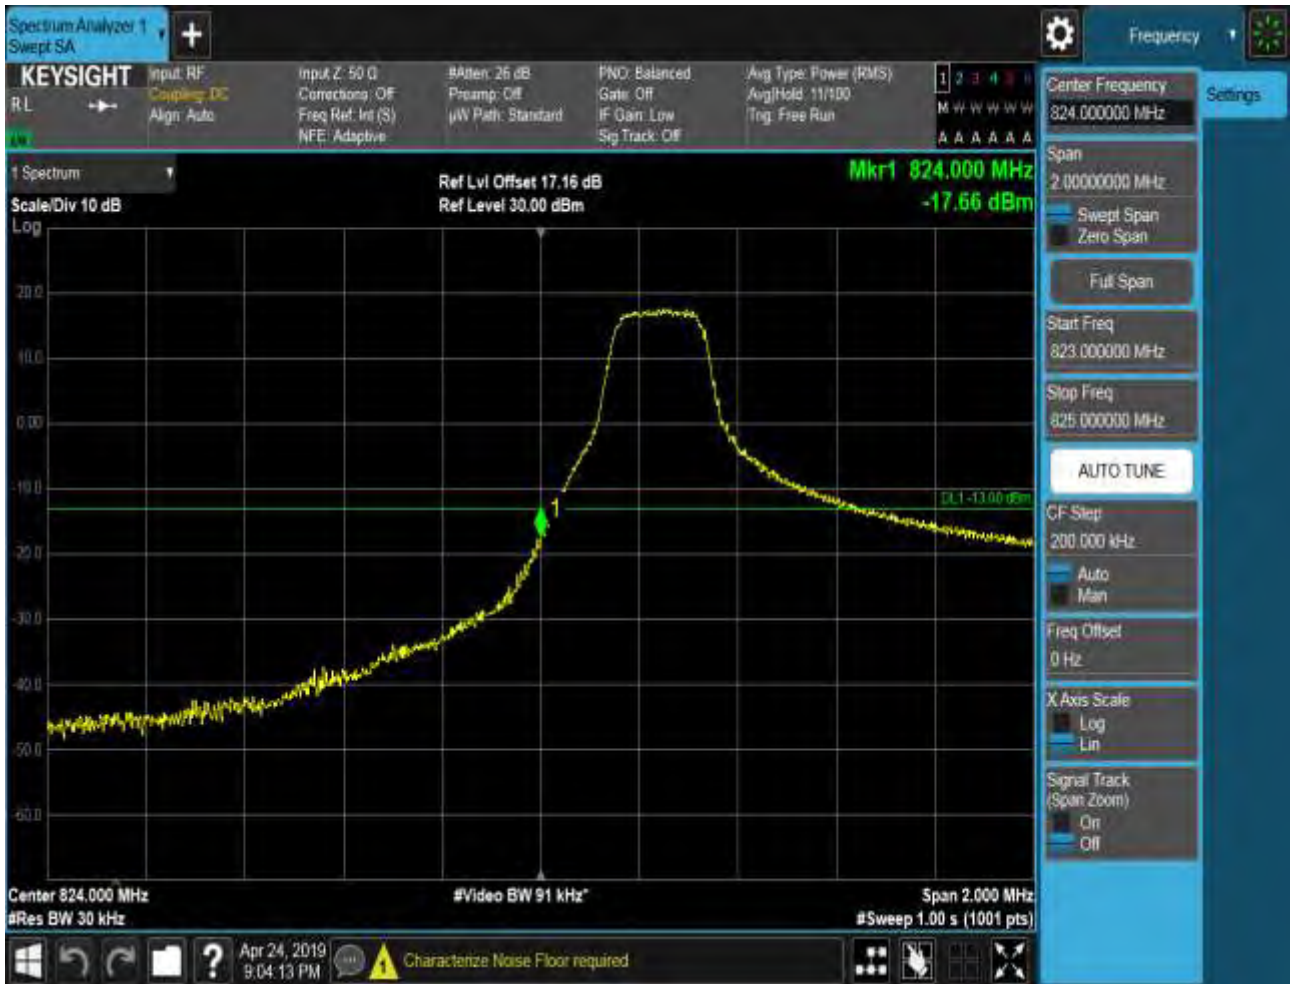 Spectrum Analyzer 1
Swept SA
+
Frequency
KEYSIGHT
RL
Input: RF
Coupling: DC
Align: Auto
Input Z: 50 Ω
Corrections: Off
Freq Ref: Int (S)
NFE: Adaptive
#Atten: 26 dB
Preamp: Off
µW Path: Standard
PNO: Balanced
Gate: Off
IF Gain: Low
Sig Track: Off
Avg Type: Power (RMS)
Avg|Hold: 11/100
Trig: Free Run
1 2 3 4 5 6
M W W W W W
A A A A A A
Settings
1 Spectrum
Scale/Div 10 dB
Log
Ref Lvl Offset 17.16 dB
Ref Level 30.00 dBm
Mkr1 824.000 MHz
-17.66 dBm
20.0
10.0
0.00
-10.0
-20.0
-30.0
-40.0
-50.0
-60.0
1
DL1 -13.00 dBm
Center 824.000 MHz
#Res BW 30 kHz
#Video BW 91 kHz*
Span 2.000 MHz
#Sweep 1.00 s (1001 pts)
Center Frequency
824.000000 MHz
Span
2.00000000 MHz
Swept Span
Zero Span
Full Span
Start Freq
823.000000 MHz
Stop Freq
825.000000 MHz
AUTO TUNE
CF Step
200.000 kHz
Auto
Man
Freq Offset
0 Hz
X Axis Scale
Log
Lin
Signal Track
(Span Zoom)
On
Off
?
Apr 24, 2019
9:04:13 PM
1
Characterize Noise Floor required